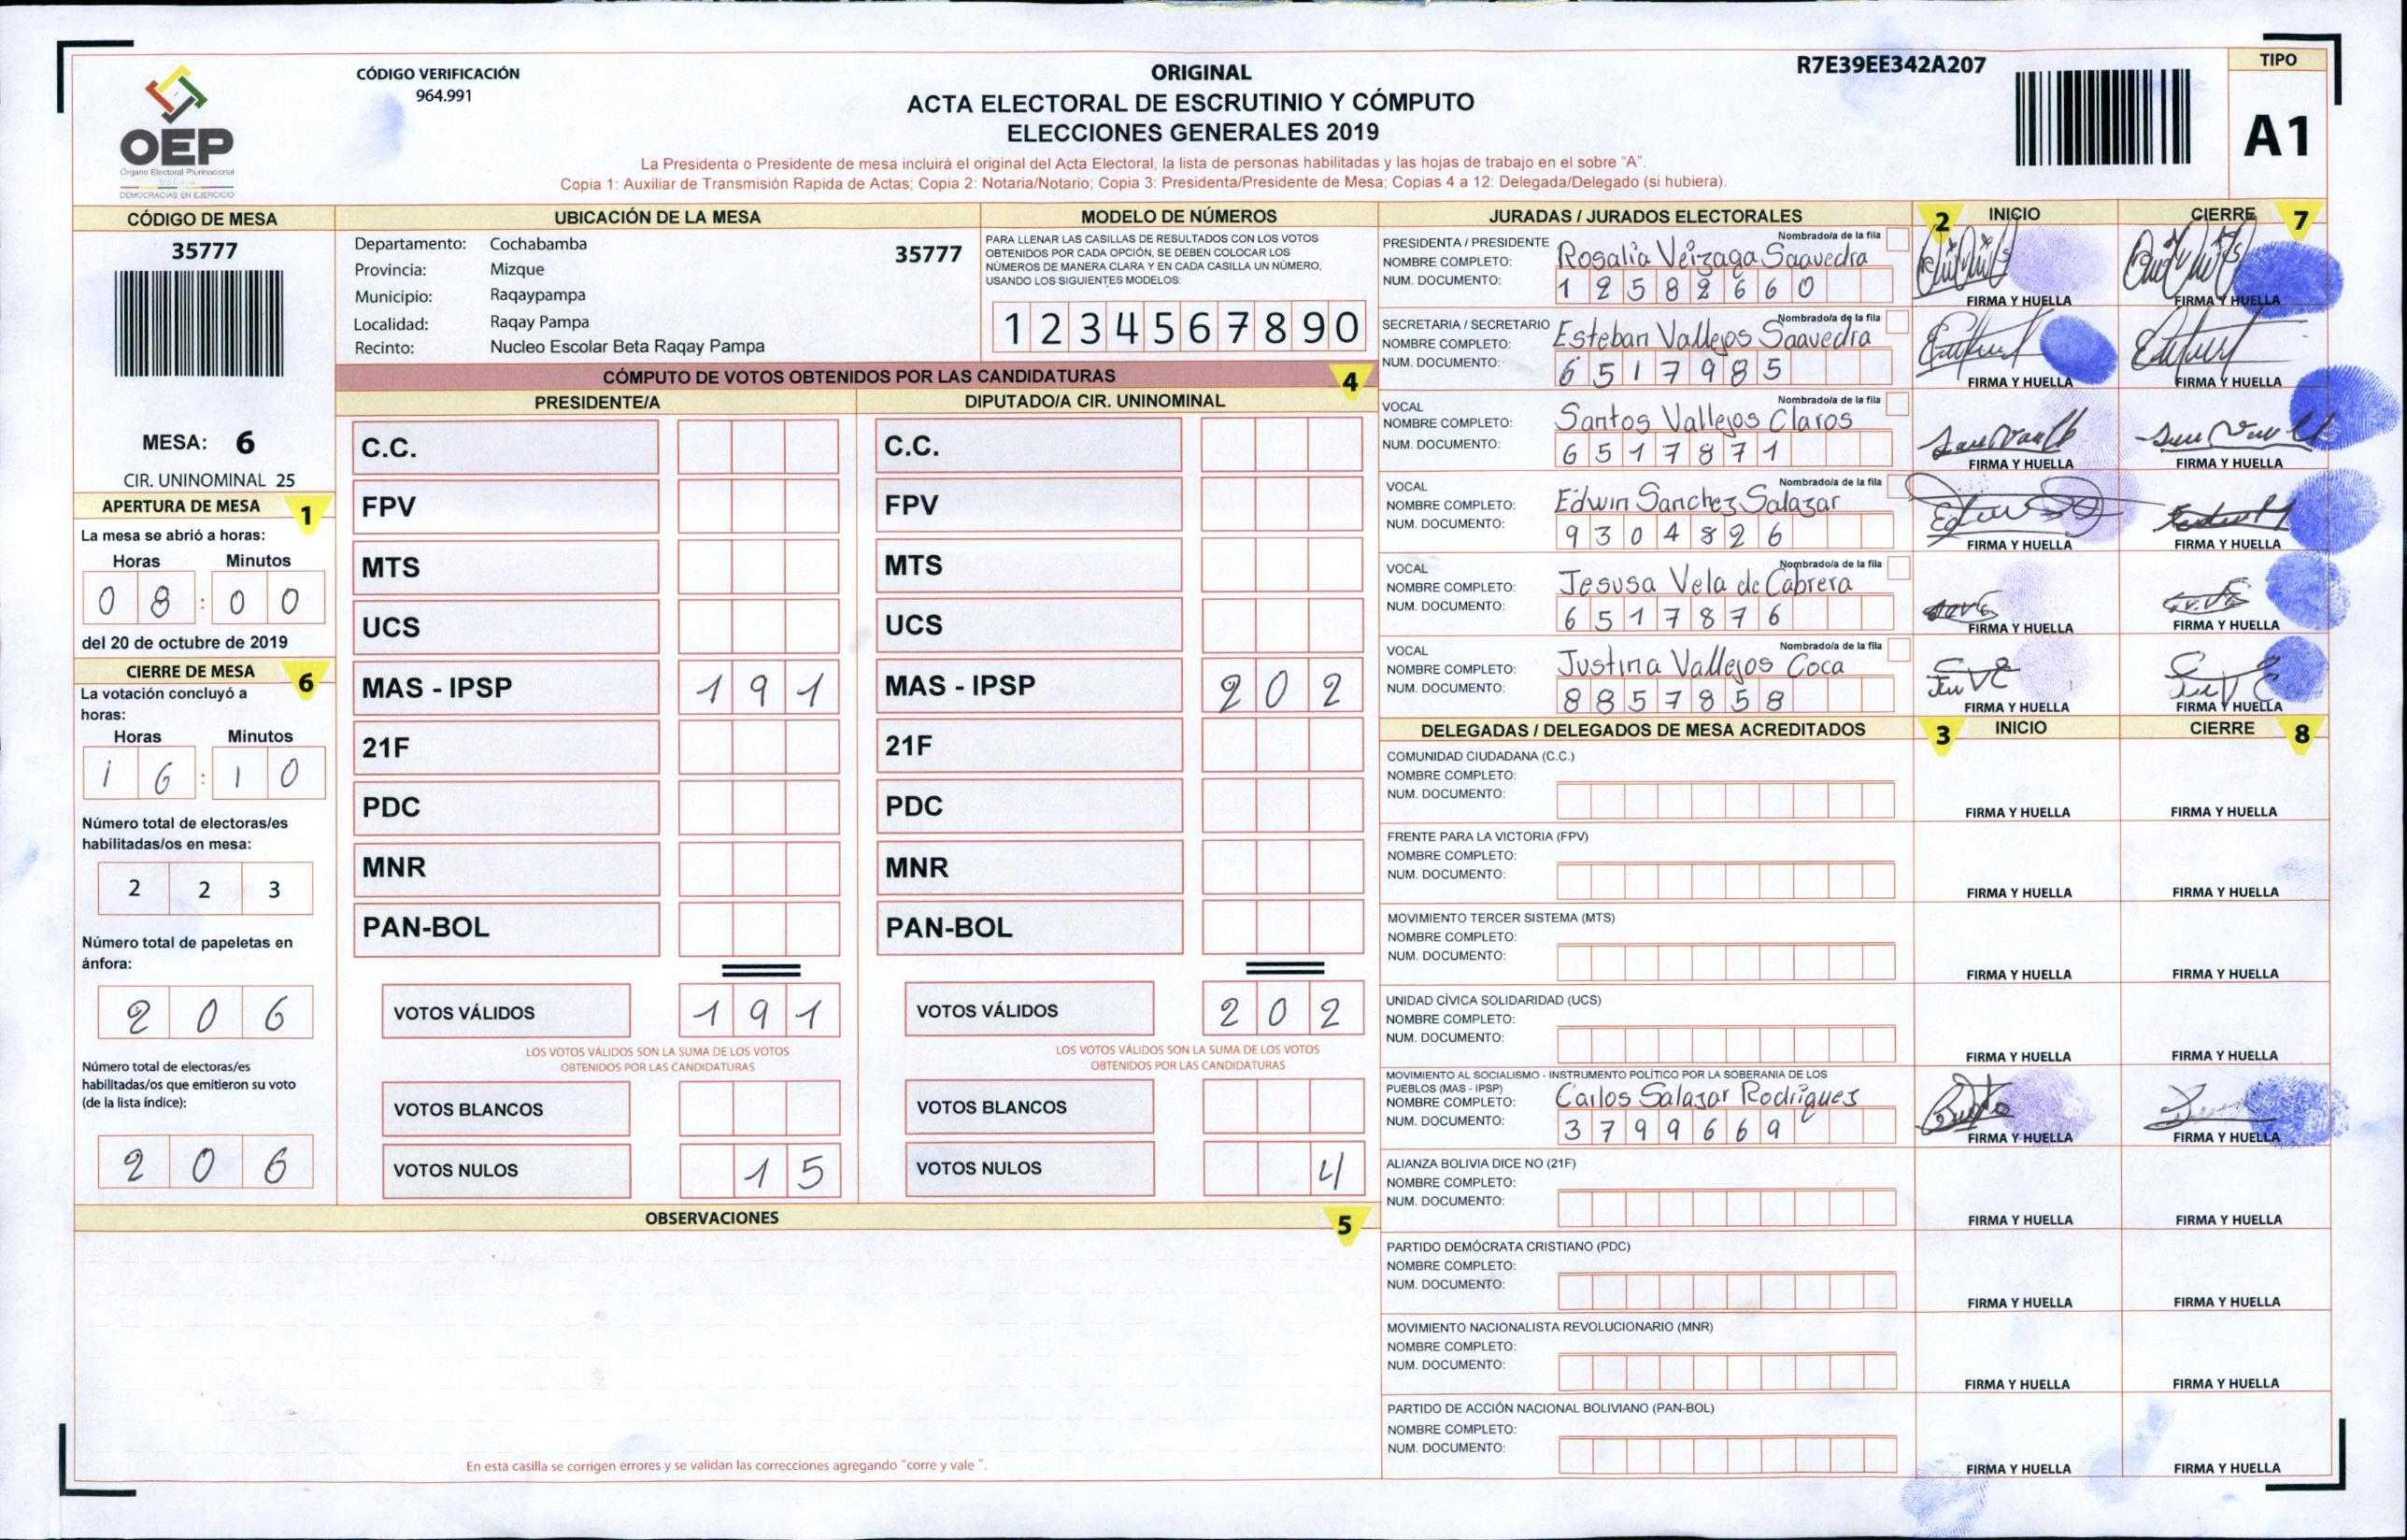 OEP
Órgano Electoral Plurinacional
BOLIVIA
DEMOCRACIAS EN EJERCICIO
CÓDIGO VERIFICACIÓN
964.991
ORIGINAL
ACTA ELECTORAL DE ESCRUTINIO Y CÓMPUTO
ELECCIONES GENERALES 2019
La Presidenta o Presidente de mesa incluirá el original del Acta Electoral, la lista de personas habilitadas y las hojas de trabajo en el sobre "A".
Copia 1: Auxiliar de Transmisión Rapida de Actas; Copia 2: Notaria/Notario; Copia 3: Presidenta/Presidente de Mesa; Copias 4 a 12: Delegada/Delegado (si hubiera).
R7E39EE342A207
TIPO
A1
CÓDIGO DE MESA
35777
MESA: 6
CIR. UNINOMINAL 25
APERTURA DE MESA 1
La mesa se abrió a horas:
Horas Minutos
0 8 : 0 0
del 20 de octubre de 2019
CIERRE DE MESA 6
La votación concluyó a
horas:
Horas Minutos
1 6 : 1 0
Número total de electoras/es
habilitadas/os en mesa:
2 2 3
Número total de papeletas en
ánfora:
2 0 6
Número total de electoras/es
habilitadas/os que emitieron su voto
(de la lista índice):
2 0 6
UBICACIÓN DE LA MESA
Departamento: Cochabamba 35777
Provincia: Mizque
Municipio: Raqaypampa
Localidad: Raqay Pampa
Recinto: Nucleo Escolar Beta Raqay Pampa
MODELO DE NÚMEROS
PARA LLENAR LAS CASILLAS DE RESULTADOS CON LOS VOTOS
OBTENIDOS POR CADA OPCIÓN, SE DEBEN COLOCAR LOS
NÚMEROS DE MANERA CLARA Y EN CADA CASILLA UN NÚMERO,
USANDO LOS SIGUIENTES MODELOS:
1 2 3 4 5 6 7 8 9 0
CÓMPUTO DE VOTOS OBTENIDOS POR LAS CANDIDATURAS 4
PRESIDENTE/A
C.C.
FPV
MTS
UCS
MAS - IPSP 1 9 1
21F
PDC
MNR
PAN-BOL
VOTOS VÁLIDOS 1 9 1
LOS VOTOS VÁLIDOS SON LA SUMA DE LOS VOTOS
OBTENIDOS POR LAS CANDIDATURAS
VOTOS BLANCOS
VOTOS NULOS 1 5
DIPUTADO/A CIR. UNINOMINAL
C.C.
FPV
MTS
UCS
MAS - IPSP 2 0 2
21F
PDC
MNR
PAN-BOL
VOTOS VÁLIDOS 2 0 2
LOS VOTOS VÁLIDOS SON LA SUMA DE LOS VOTOS
OBTENIDOS POR LAS CANDIDATURAS
VOTOS BLANCOS
VOTOS NULOS 4
OBSERVACIONES 5
En esta casilla se corrigen errores y se validan las correcciones agregando "corre y vale ".
JURADAS / JURADOS ELECTORALES 2 INICIO CIERRE 7
PRESIDENTA / PRESIDENTE Nombrado/a de la fila
NOMBRE COMPLETO: Rosalia Veizaga Saavedra
NUM. DOCUMENTO: 1 2 5 8 2 6 6 0
FIRMA Y HUELLA FIRMA Y HUELLA
SECRETARIA / SECRETARIO Nombrado/a de la fila
NOMBRE COMPLETO: Esteban Vallejos Saavedra
NUM. DOCUMENTO: 6 5 1 7 9 8 5
FIRMA Y HUELLA FIRMA Y HUELLA
VOCAL Nombrado/a de la fila
NOMBRE COMPLETO: Santos Vallejos Claros
NUM. DOCUMENTO: 6 5 1 7 8 7 1
FIRMA Y HUELLA FIRMA Y HUELLA
VOCAL Nombrado/a de la fila
NOMBRE COMPLETO: Edwin Sanchez Salazar
NUM. DOCUMENTO: 9 3 0 4 8 2 6
FIRMA Y HUELLA FIRMA Y HUELLA
VOCAL Nombrado/a de la fila
NOMBRE COMPLETO: Jesusa Vela de Cabrera
NUM. DOCUMENTO: 6 5 1 7 8 7 6
FIRMA Y HUELLA FIRMA Y HUELLA
VOCAL Nombrado/a de la fila
NOMBRE COMPLETO: Justina Vallejos Coca
NUM. DOCUMENTO: 8 8 5 7 8 5 8
FIRMA Y HUELLA FIRMA Y HUELLA
DELEGADAS / DELEGADOS DE MESA ACREDITADOS 3 INICIO CIERRE 8
COMUNIDAD CIUDADANA (C.C.)
NOMBRE COMPLETO:
NUM. DOCUMENTO:
FIRMA Y HUELLA FIRMA Y HUELLA
FRENTE PARA LA VICTORIA (FPV)
NOMBRE COMPLETO:
NUM. DOCUMENTO:
FIRMA Y HUELLA FIRMA Y HUELLA
MOVIMIENTO TERCER SISTEMA (MTS)
NOMBRE COMPLETO:
NUM. DOCUMENTO:
FIRMA Y HUELLA FIRMA Y HUELLA
UNIDAD CÍVICA SOLIDARIDAD (UCS)
NOMBRE COMPLETO:
NUM. DOCUMENTO:
FIRMA Y HUELLA FIRMA Y HUELLA
MOVIMIENTO AL SOCIALISMO - INSTRUMENTO POLÍTICO POR LA SOBERANIA DE LOS
PUEBLOS (MAS - IPSP)
NOMBRE COMPLETO: Carlos Salazar Rodriguez
NUM. DOCUMENTO: 3 7 9 9 6 6 9
FIRMA Y HUELLA FIRMA Y HUELLA
ALIANZA BOLIVIA DICE NO (21F)
NOMBRE COMPLETO:
NUM. DOCUMENTO:
FIRMA Y HUELLA FIRMA Y HUELLA
PARTIDO DEMÓCRATA CRISTIANO (PDC)
NOMBRE COMPLETO:
NUM. DOCUMENTO:
FIRMA Y HUELLA FIRMA Y HUELLA
MOVIMIENTO NACIONALISTA REVOLUCIONARIO (MNR)
NOMBRE COMPLETO:
NUM. DOCUMENTO:
FIRMA Y HUELLA FIRMA Y HUELLA
PARTIDO DE ACCIÓN NACIONAL BOLIVIANO (PAN-BOL)
NOMBRE COMPLETO:
NUM. DOCUMENTO:
FIRMA Y HUELLA FIRMA Y HUELLA